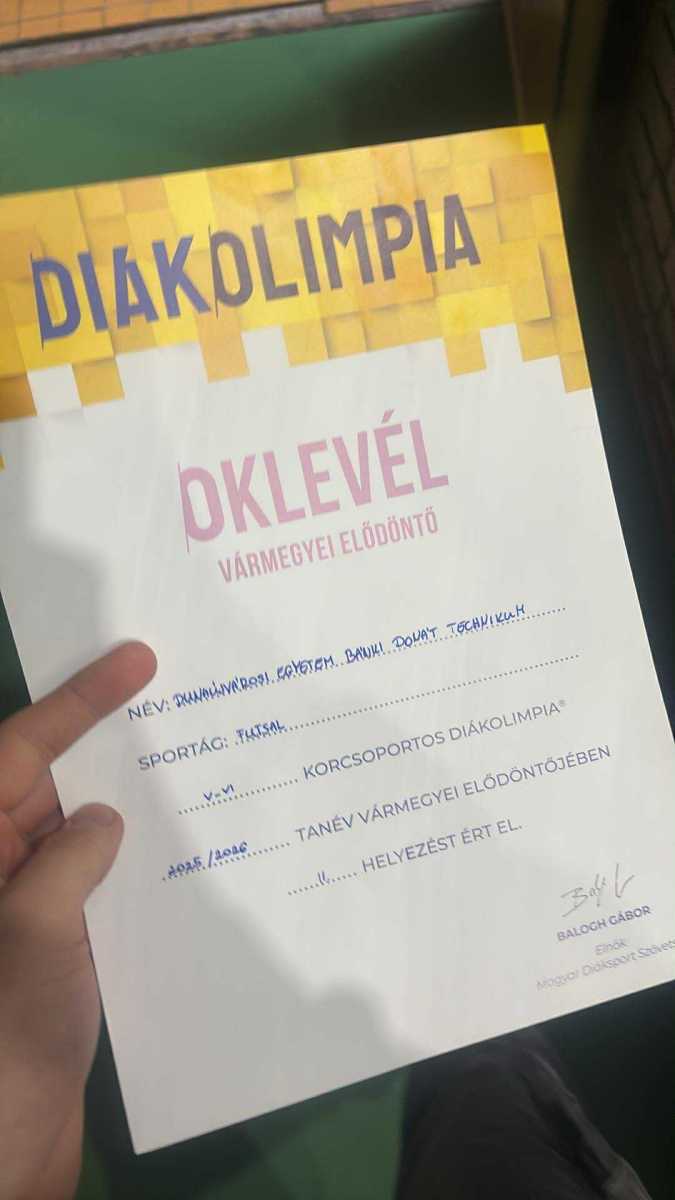 DIÁKOLIMPIA
OKLEVÉL
VÁRMEGYEI ELŐDÖNTŐ
NÉV: DUNAÚJVÁROSI EGYETEM BÁNKI DONÁT TECHNIKUM
SPORTÁG: FUTSAL
V-VI KORCSOPORTOS DIÁKOLIMPIA®
2025/2026 TANÉV VÁRMEGYEI ELŐDÖNTŐJÉBEN
II. HELYEZÉST ÉRT EL.
BALOGH GÁBOR
Elnök
Magyar Diáksport Szövets